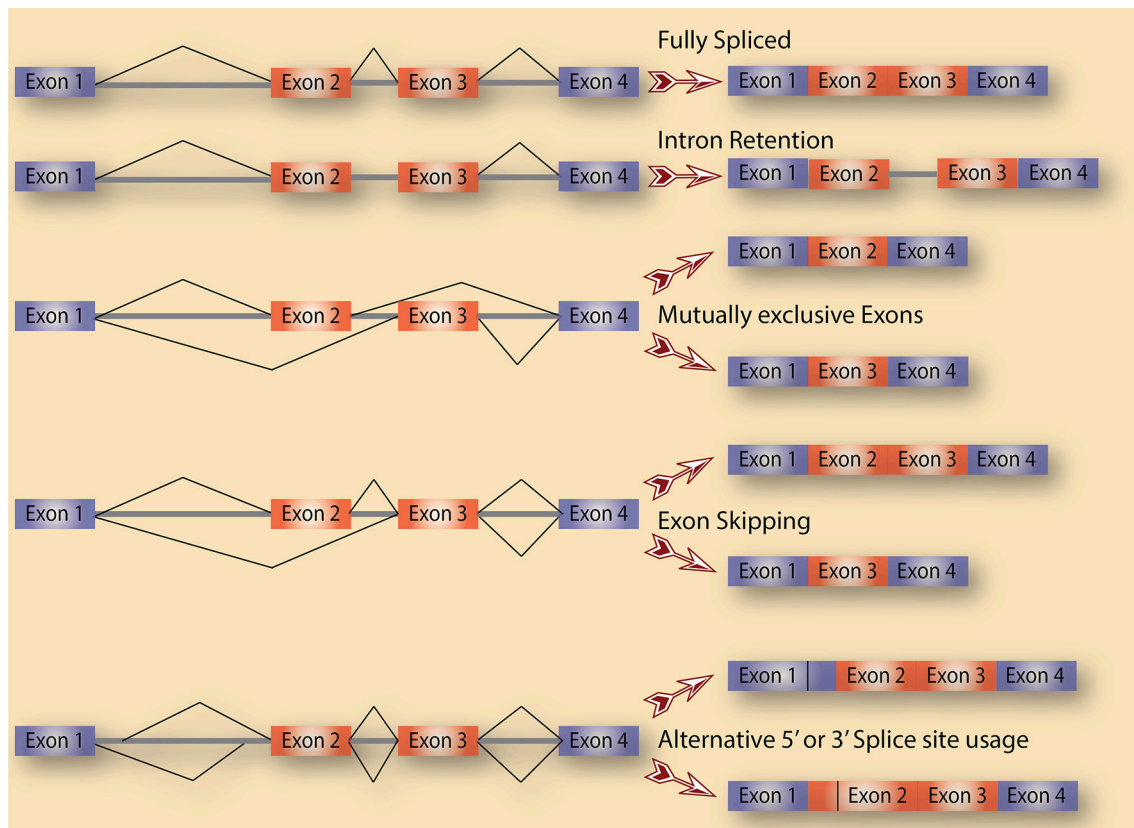 Fully Spliced
Exon 1 Exon 2 Exon 3 Exon 4 Exon 1 Exon 2 Exon 3 Exon 4
Intron Retention
Exon 1 Exon 2 Exon 3 Exon 4 Exon 1 Exon 2 Exon 3 Exon 4
Exon 1 Exon 2 Exon 4
Exon 1 Exon 2 Exon 3 Exon 4 Mutually exclusive Exons
Exon 1 Exon 3 Exon 4
Exon 1 Exon 2 Exon 3 Exon 4
Exon 1 Exon 2 Exon 3 Exon 4 Exon Skipping
Exon 1 Exon 3 Exon 4
Exon 1 Exon 2 Exon 3 Exon 4
Exon 1 Exon 2 Exon 3 Exon 4 Alternative 5′ or 3′ Splice site usage
Exon 1 Exon 2 Exon 3 Exon 4